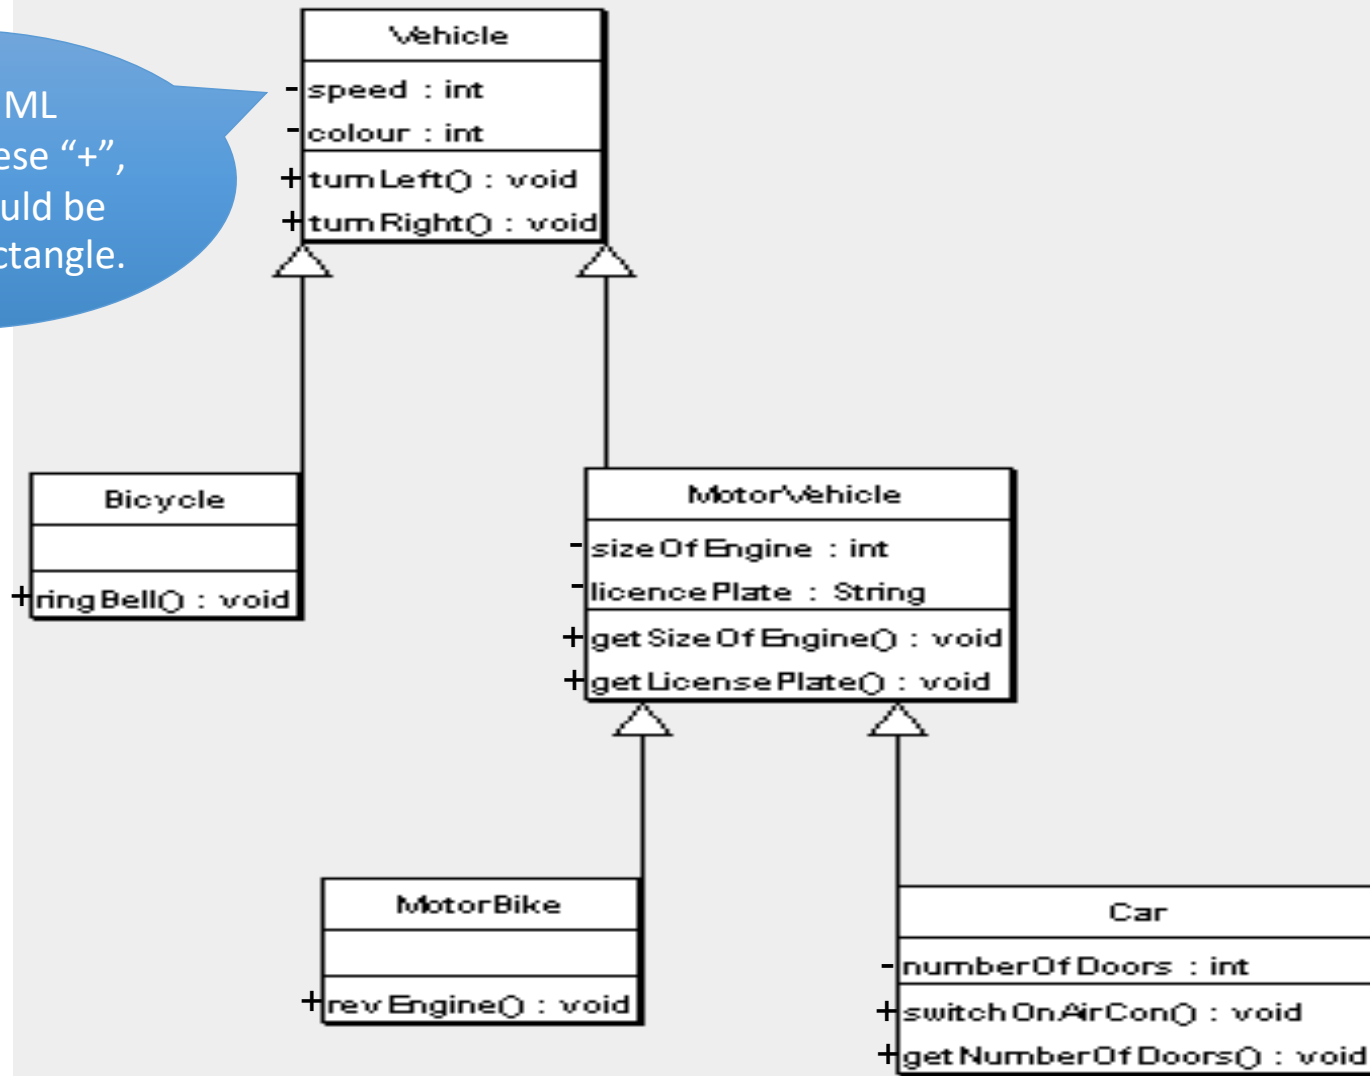 Vehicle
- speed : int
- colour : int
+ turnLeft() : void
+ turnRight() : void
ML
ese “+”,
uld be
ctangle.
Bicycle
+ ringBell() : void
MotorVehicle
- sizeOfEngine : int
- licencePlate : String
+ getSizeOfEngine() : void
+ getLicensePlate() : void
MotorBike
+ revEngine() : void
Car
- numberOfDoors : int
+ switchOnAirCon() : void
+ getNumberOfDoors() : void